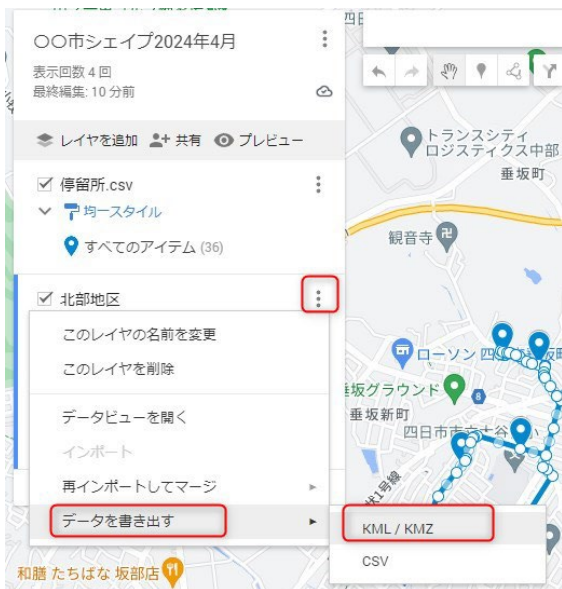 〇〇市シェイプ2024年4月
表示回数 4 回
最終編集: 10 分前
レイヤを追加 共有 プレビュー
停留所.csv
均一スタイル
すべてのアイテム (36)
北部地区
このレイヤの名前を変更
このレイヤを削除
データビューを開く
インポート
再インポートしてマージ
データを書き出す
KML / KMZ
CSV
トランスシティ
ロジスティクス中部
垂坂町
観音寺
ローソン 四
垂坂グラウンド
8
垂坂新町
和膳 たちばな 坂部店